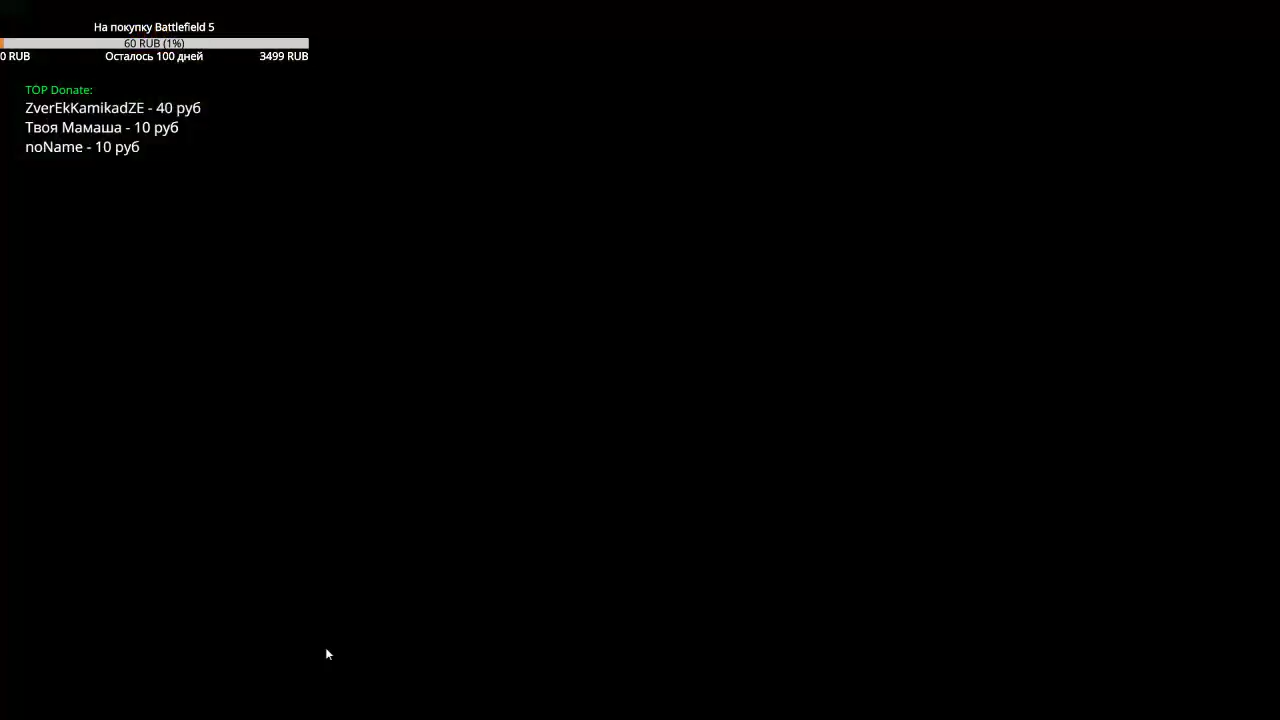 На покупку Battlefield 5
60 RUB (1%)
0 RUB Осталось 100 дней 3499 RUB
TOP Donate:
ZverEkKamikadZE - 40 руб
Твоя Мамаша - 10 руб
noName - 10 руб